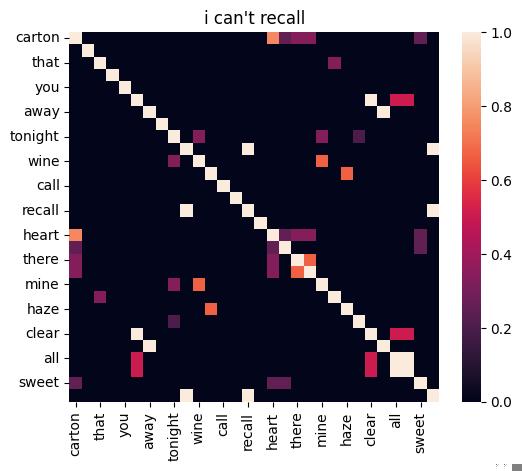 i can't recall
carton
that
you
away
tonight
wine
call
recall
heart
there
mine
haze
clear
all
sweet
1.0
0.8
0.6
0.4
0.2
0.0
carton
that
you
away
tonight
wine
call
recall
heart
there
mine
haze
clear
all
sweet